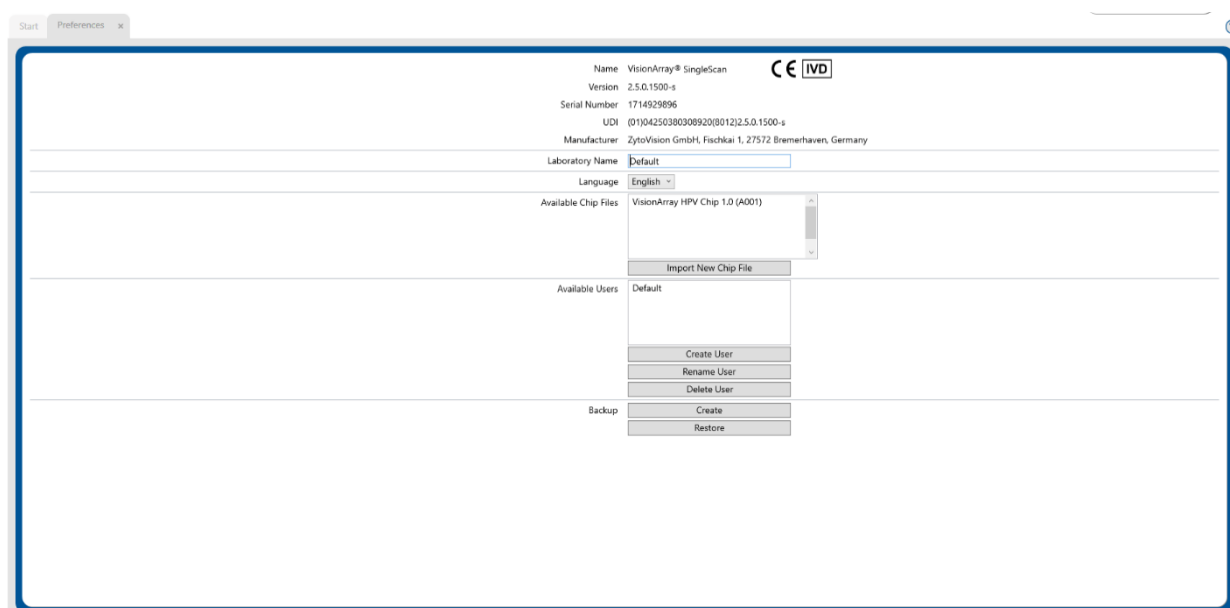 Start Preferences ×
Name VisionArray® SingleScan CE IVD
Version 2.5.0.1500-s
Serial Number 1714929896
UDI (01)04250380308920(8012)2.5.0.1500-s
Manufacturer ZytoVision GmbH, Fischkai 1, 27572 Bremerhaven, Germany
Laboratory Name Default
Language English
Available Chip Files VisionArray HPV Chip 1.0 (A001)
Import New Chip File
Available Users Default
Create User
Rename User
Delete User
Backup Create
Restore